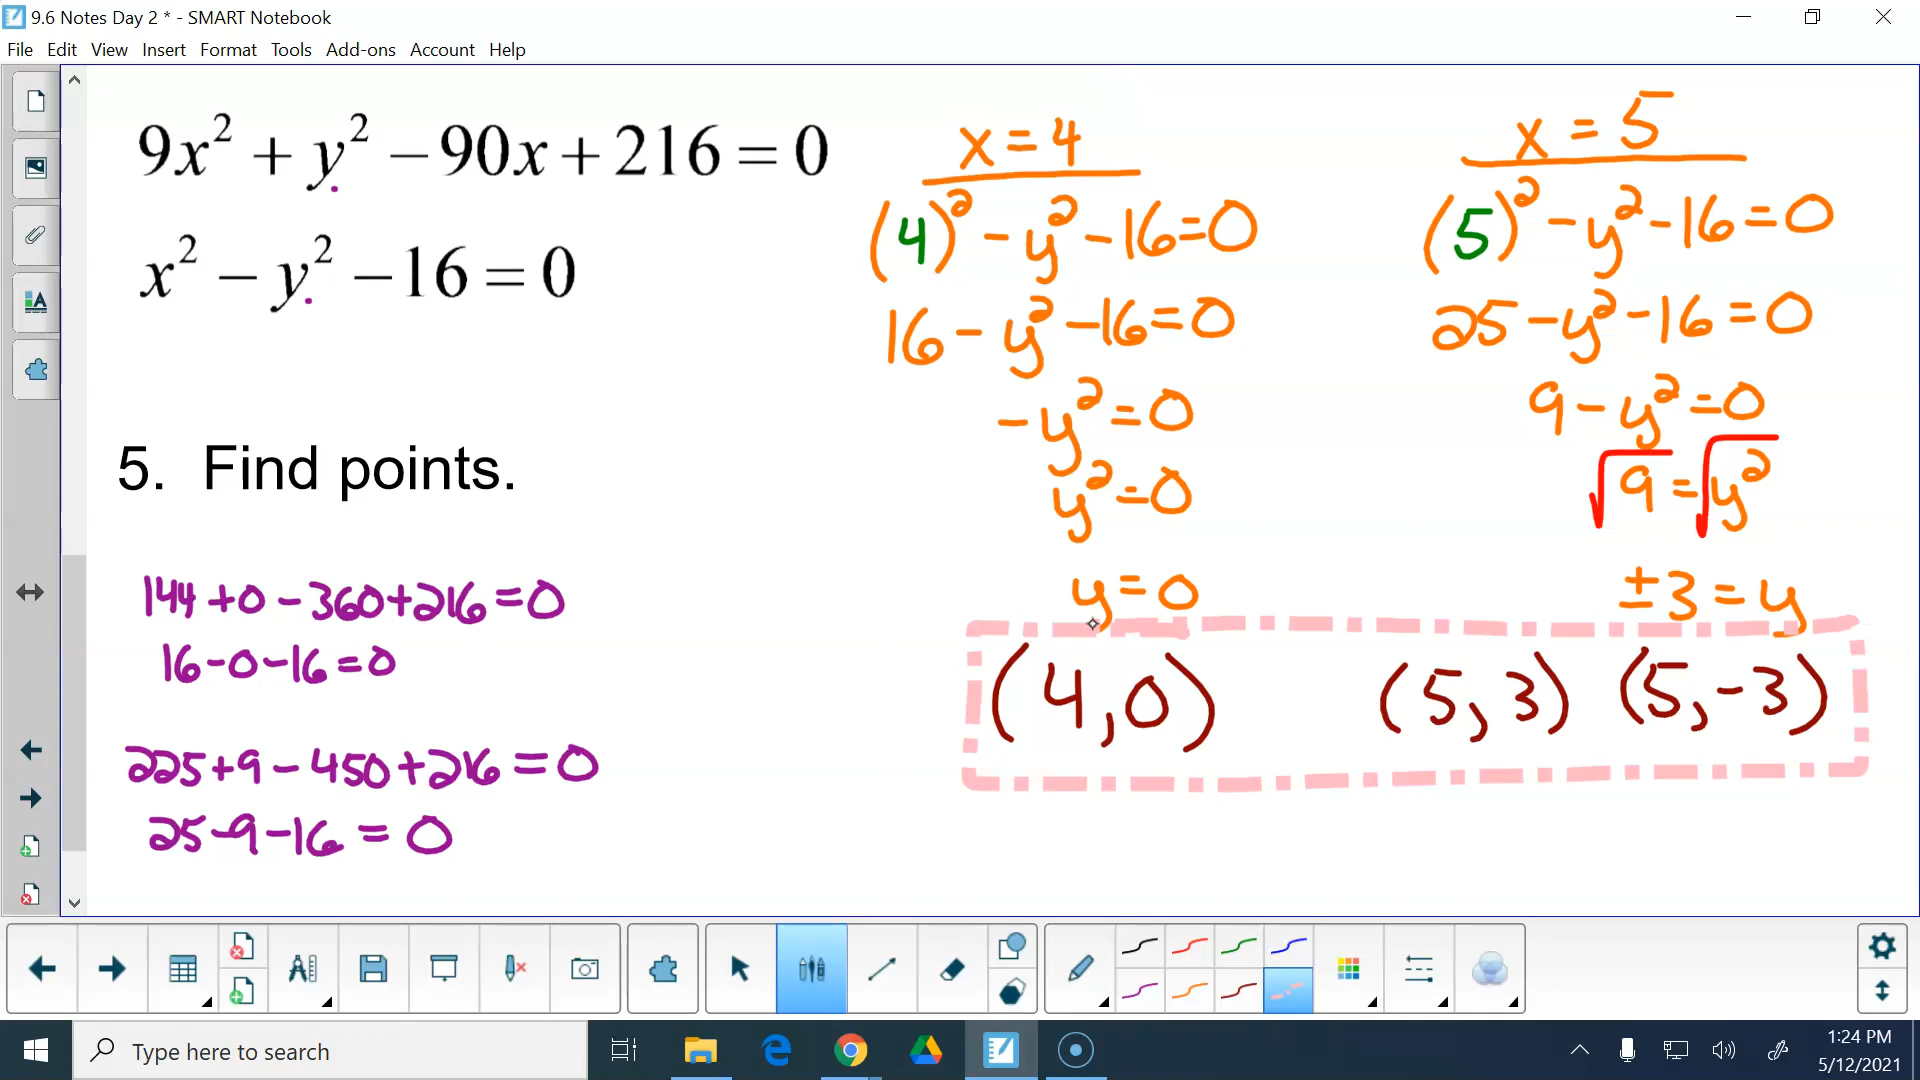 9.6 Notes Day 2 * - SMART Notebook
File Edit View Insert Format Tools Add-ons Account Help
9x² + y² − 90x + 216 = 0
x² − y² − 16 = 0
5. Find points.
144 + 0 − 360 + 216 = 0
16 − 0 − 16 = 0
225 + 9 − 450 + 216 = 0
25 − 9 − 16 = 0
x = 4
(4)² − y² − 16 = 0
16 − y² − 16 = 0
− y² = 0
y² = 0
y = 0
(4, 0)
x = 5
(5)² − y² − 16 = 0
25 − y² − 16 = 0
9 − y² = 0
√9 = √y²
±3 = y
(5, 3) (5, −3)
Type here to search
1:24 PM
5/12/2021